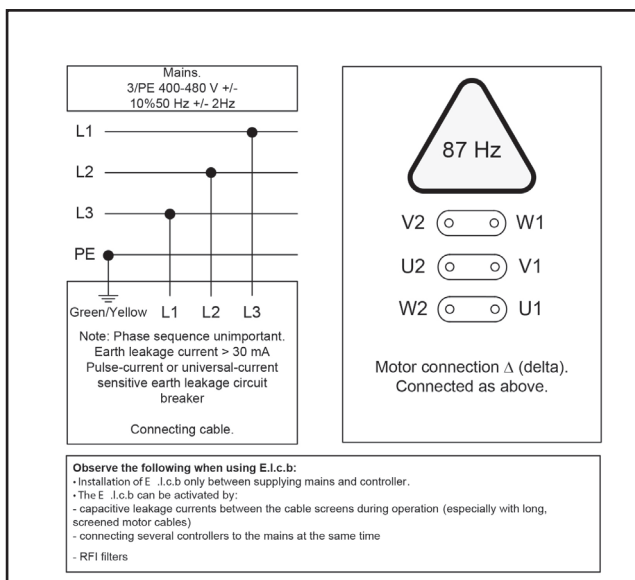 Mains.
3/PE 400-480 V +/-
10%50 Hz +/- 2Hz
L1
L2
L3
PE
Green/Yellow L1 L2 L3
Note: Phase sequence unimportant.
Earth leakage current > 30 mA
Pulse-current or universal-current
sensitive earth leakage circuit
breaker
Connecting cable.
87 Hz
V2 W1
U2 V1
W2 U1
Motor connection Δ (delta).
Connected as above.
Observe the following when using E.l.c.b:
• Installation of E .l.c.b only between supplying mains and controller.
• The E .l.c.b can be activated by:
- capacitive leakage currents between the cable screens during operation (especially with long,
screened motor cables)
- connecting several controllers to the mains at the same time
- RFI filters